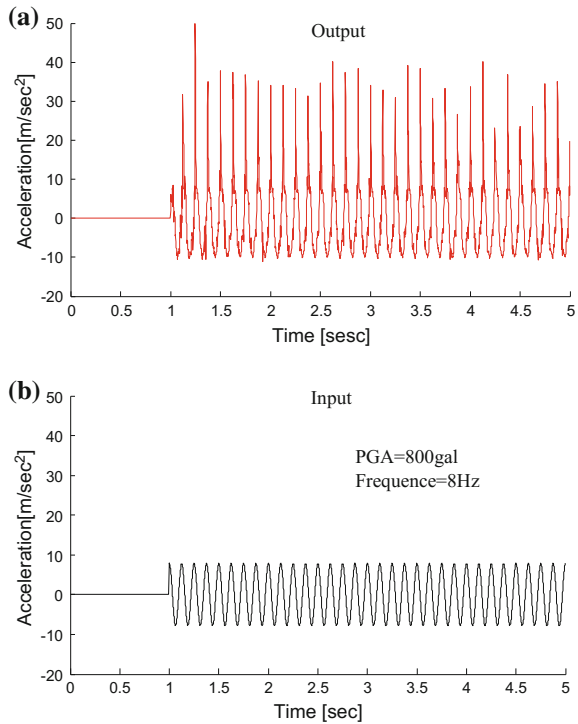 (a)
Output
Acceleration[m/sec²]
50
40
30
20
10
0
-10
-20
0 0.5 1 1.5 2 2.5 3 3.5 4 4.5 5
Time [sesc]
(b)
Input
PGA=800gal
Frequence=8Hz
Acceleration[m/sec²]
50
40
30
20
10
0
-10
-20
0 0.5 1 1.5 2 2.5 3 3.5 4 4.5 5
Time [sec]